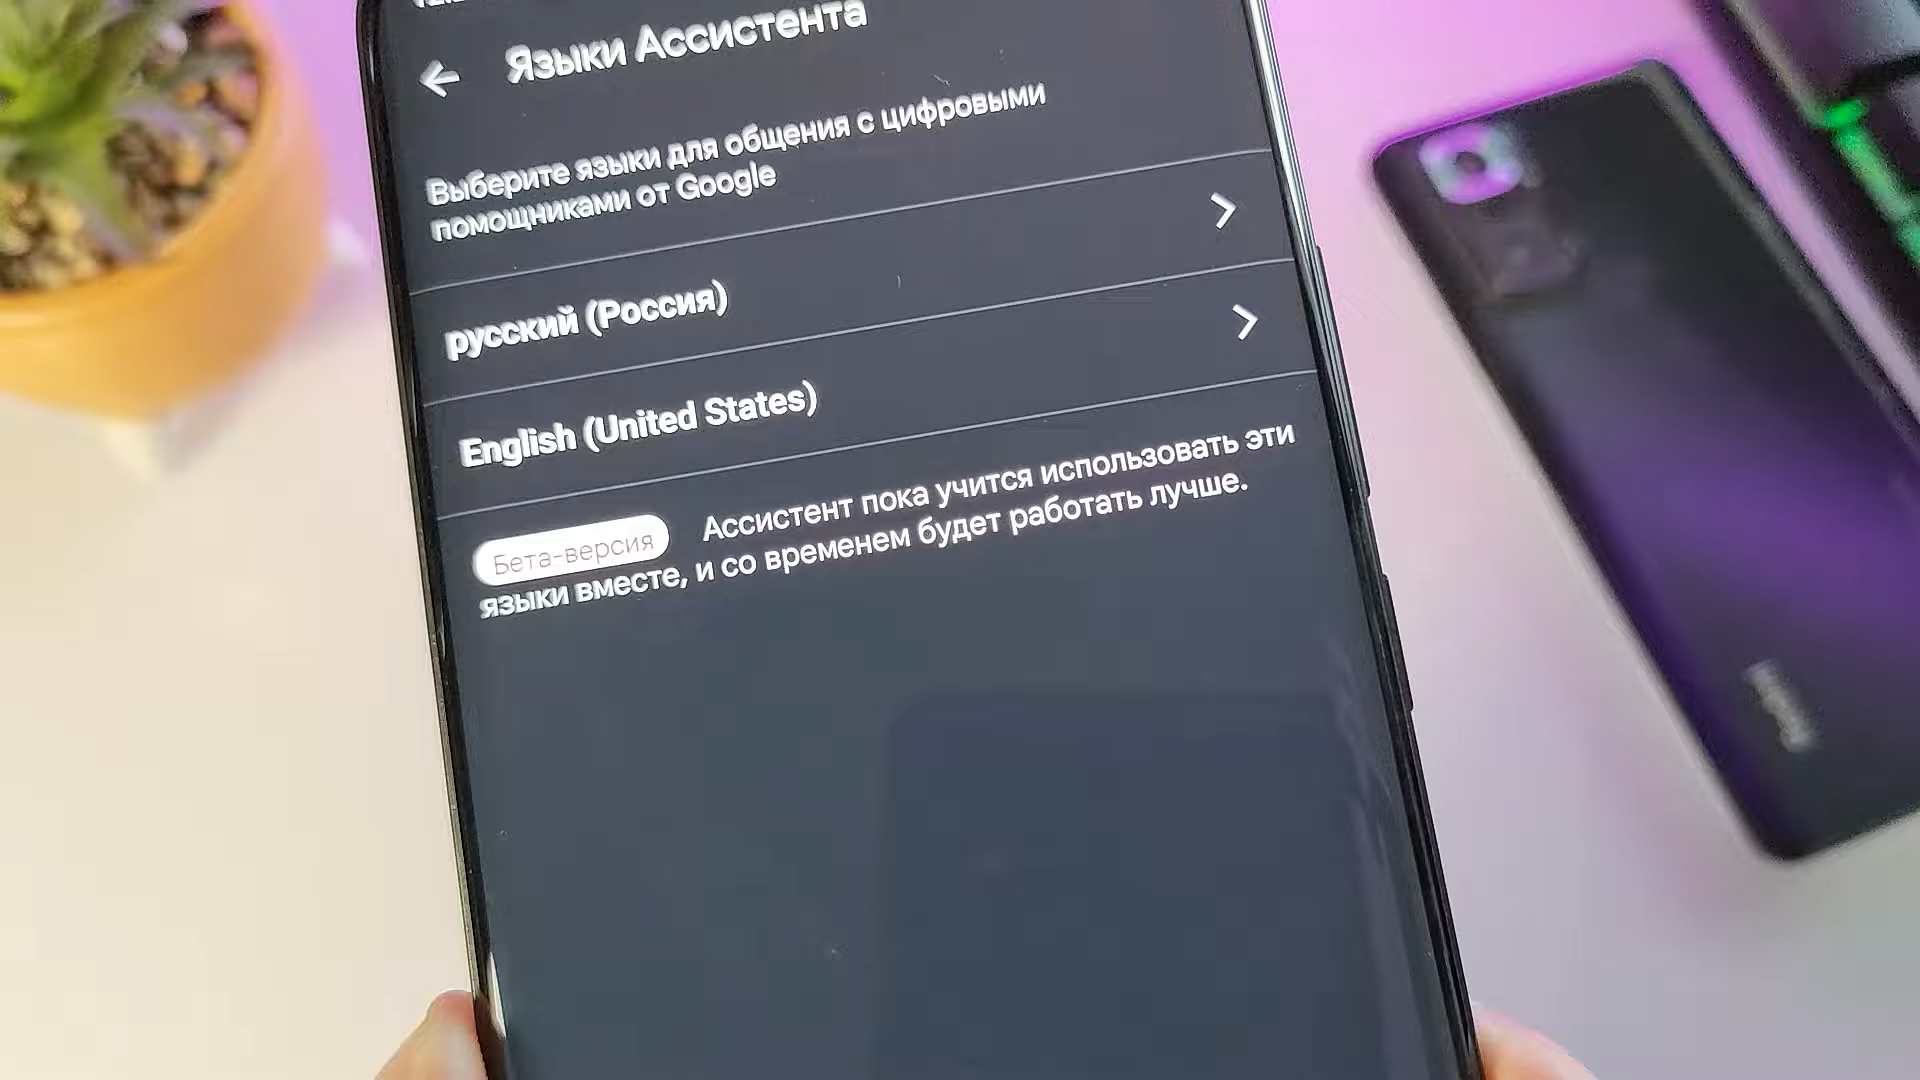 Языки Ассистента
Выберите языки для общения с цифровыми
помощниками от Google
русский (Россия)
English (United States)
Бета-версия Ассистент пока учится использовать эти
языки вместе, и со временем будет работать лучше.